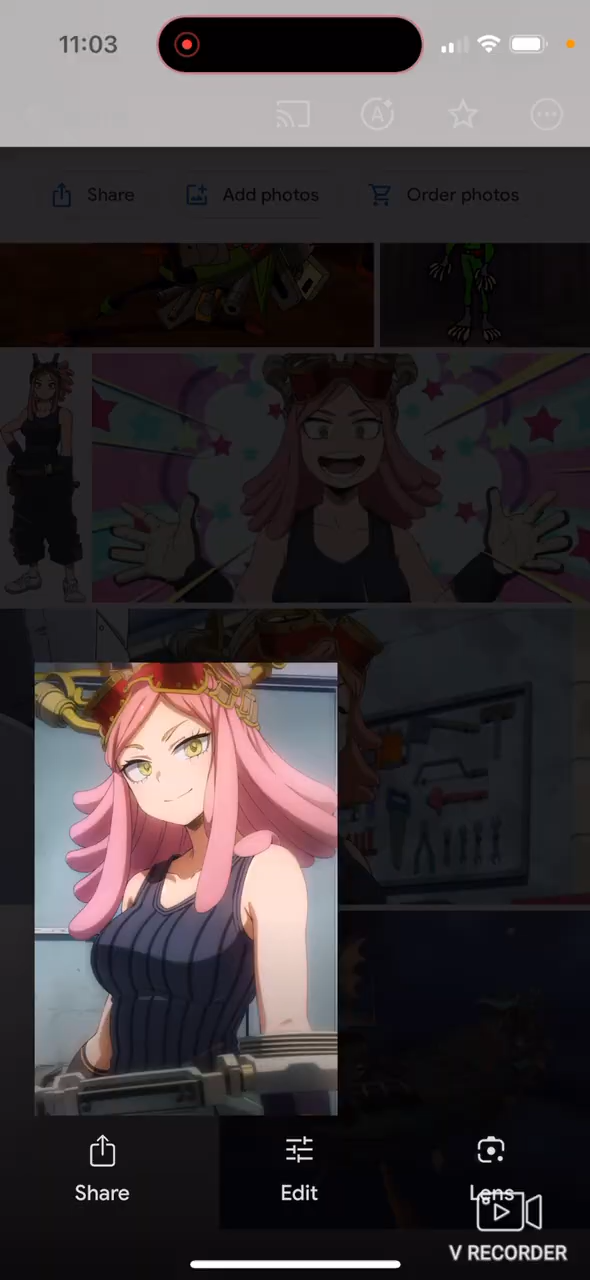 11:03
Share
Add photos
Order photos
Share
Edit
Lens
V RECORDER